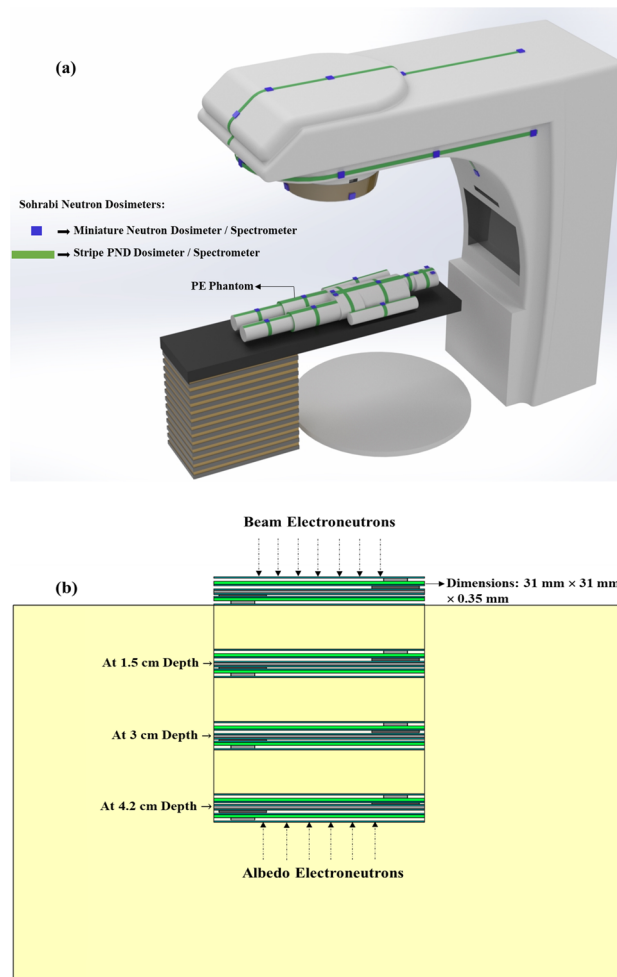 (a)
Sohrabi Neutron Dosimeters:
Miniature Neutron Dosimeter / Spectrometer
Stripe PND Dosimeter / Spectrometer
PE Phantom
Beam Electroneutrons
(b)
Dimensions: 31 mm × 31 mm
× 0.35 mm
At 1.5 cm Depth
At 3 cm Depth
At 4.2 cm Depth
Albedo Electroneutrons